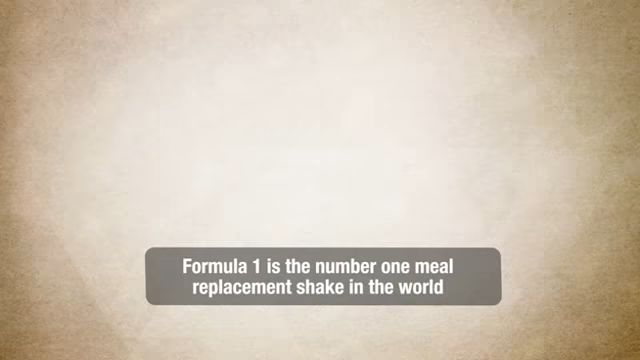 Formula 1 is the number one meal
replacement shake in the world